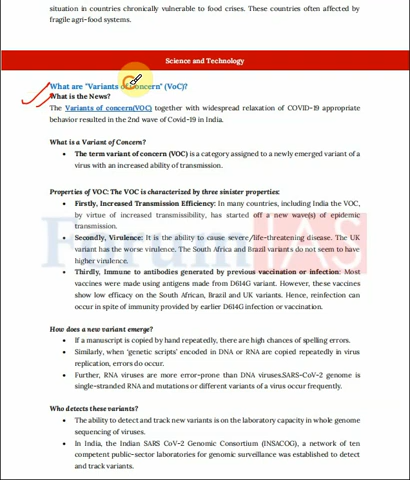 situation in countries chronically vulnerable to food crises. These countries often affected by
fragile agri-food systems.
Science and Technology
What are "Variants of Concern" (VoC)?
What is the News?
The Variants of concern(VOC) together with widespread relaxation of COVID-19 appropriate
behavior resulted in the 2nd wave of Covid-19 in India.
What is a Variant of Concern?
• The term variant of concern (VOC) is a category assigned to a newly emerged variant of a
virus with an increased ability of transmission.
Properties of VOC: The VOC is characterized by three sinister properties:
• Firstly, Increased Transmission Efficiency: In many countries, including India the VOC,
by virtue of increased transmissibility, has started off a new wave(s) of epidemic
transmission.
• Secondly, Virulence: It is the ability to cause severe/life-threatening disease. The UK
variant has the worse virulence. The South Africa and Brazil variants do not seem to have
higher virulence.
• Thirdly, Immune to antibodies generated by previous vaccination or infection: Most
vaccines were made using antigens made from D614G variant. However, these vaccines
show low efficacy on the South African, Brazil and UK variants. Hence, reinfection can
occur in spite of immunity provided by earlier D614G infection or vaccination.
How does a new variant emerge?
• If a manuscript is copied by hand repeatedly, there are high chances of spelling errors.
• Similarly, when 'genetic scripts' encoded in DNA or RNA are copied repeatedly in virus
replication, errors do occur.
• Further, RNA viruses are more error-prone than DNA viruses.SARS-CoV-2 genome is
single-stranded RNA and mutations or different variants of a virus occur frequently.
Who detects these variants?
• The ability to detect and track new variants is on the laboratory capacity in whole genome
sequencing of viruses.
• In India, the Indian SARS CoV-2 Genomic Consortium (INSACOG), a network of ten
competent public-sector laboratories for genomic surveillance was established to detect
and track variants.
ForumIAS